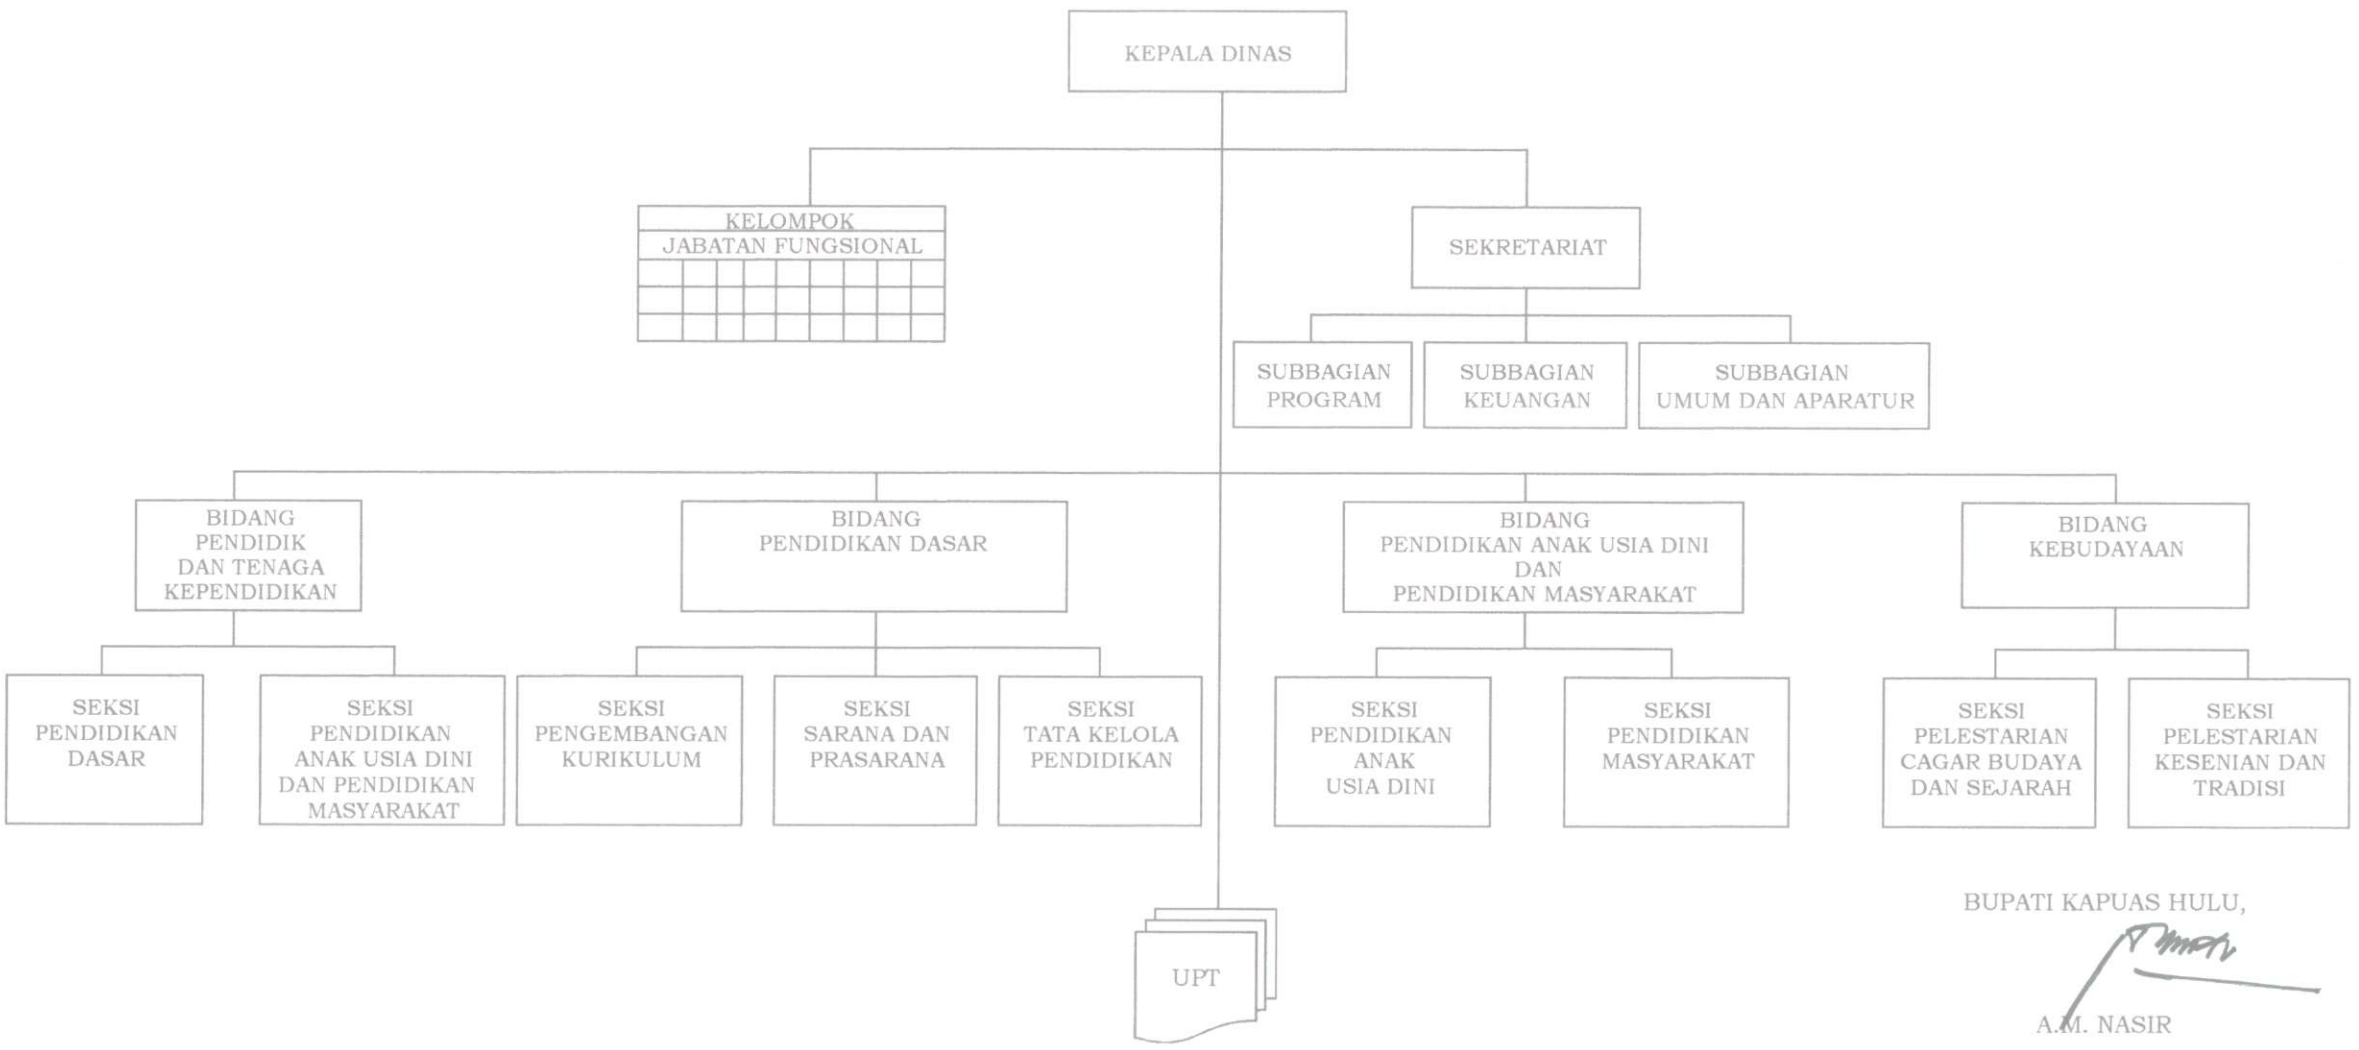 KEPALA DINAS
KELOMPOK
JABATAN FUNGSIONAL
SEKRETARIAT
SUBBAGIAN
PROGRAM
SUBBAGIAN
KEUANGAN
SUBBAGIAN
UMUM DAN APARATUR
BIDANG
PENDIDIK
DAN TENAGA
KEPENDIDIKAN
BIDANG
PENDIDIKAN DASAR
BIDANG
PENDIDIKAN ANAK USIA DINI
DAN
PENDIDIKAN MASYARAKAT
BIDANG
KEBUDAYAAN
SEKSI
PENDIDIKAN
DASAR
SEKSI
PENDIDIKAN
ANAK USIA DINI
DAN PENDIDIKAN
MASYARAKAT
SEKSI
PENGEMBANGAN
KURIKULUM
SEKSI
SARANA DAN
PRASARANA
SEKSI
TATA KELOLA
PENDIDIKAN
SEKSI
PENDIDIKAN
ANAK
USIA DINI
SEKSI
PENDIDIKAN
MASYARAKAT
SEKSI
PELESTARIAN
CAGAR BUDAYA
DAN SEJARAH
SEKSI
PELESTARIAN
KESENIAN DAN
TRADISI
UPT
BUPATI KAPUAS HULU,
A.M. NASIR